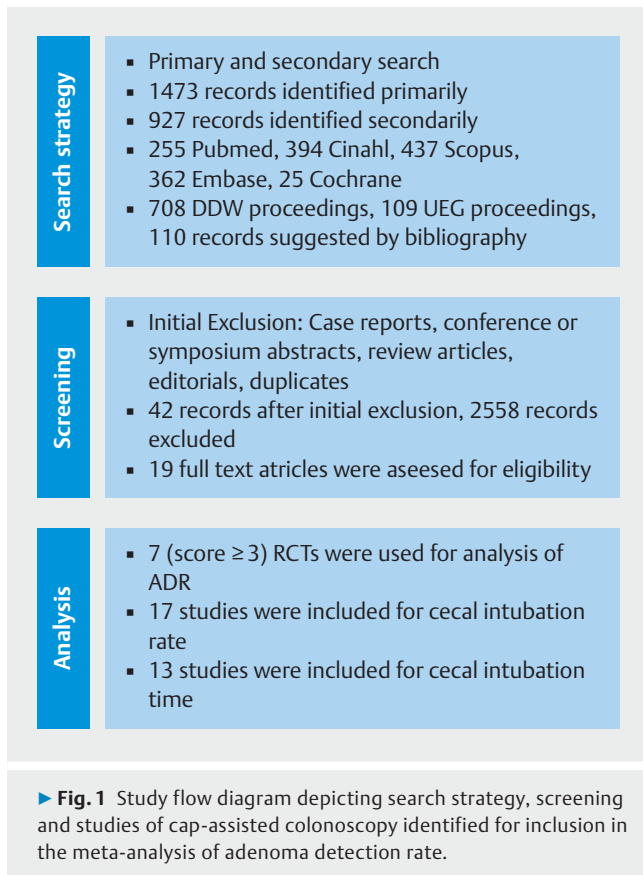 Search strategy
▪ Primary and secondary search
▪ 1473 records identified primarily
▪ 927 records identified secondarily
▪ 255 Pubmed, 394 Cinahl, 437 Scopus,
362 Embase, 25 Cochrane
▪ 708 DDW proceedings, 109 UEG proceedings,
110 records suggested by bibliography
Screening
▪ Initial Exclusion: Case reports, conference or
symposium abstracts, review articles,
editorials, duplicates
▪ 42 records after initial exclusion, 2558 records
excluded
▪ 19 full text atricles were aseesed for eligibility
Analysis
▪ 7 (score ≥ 3) RCTs were used for analysis of
ADR
▪ 17 studies were included for cecal intubation
rate
▪ 13 studies were included for cecal intubation
time
▶ Fig. 1 Study flow diagram depicting search strategy, screening
and studies of cap-assisted colonoscopy identified for inclusion in
the meta-analysis of adenoma detection rate.